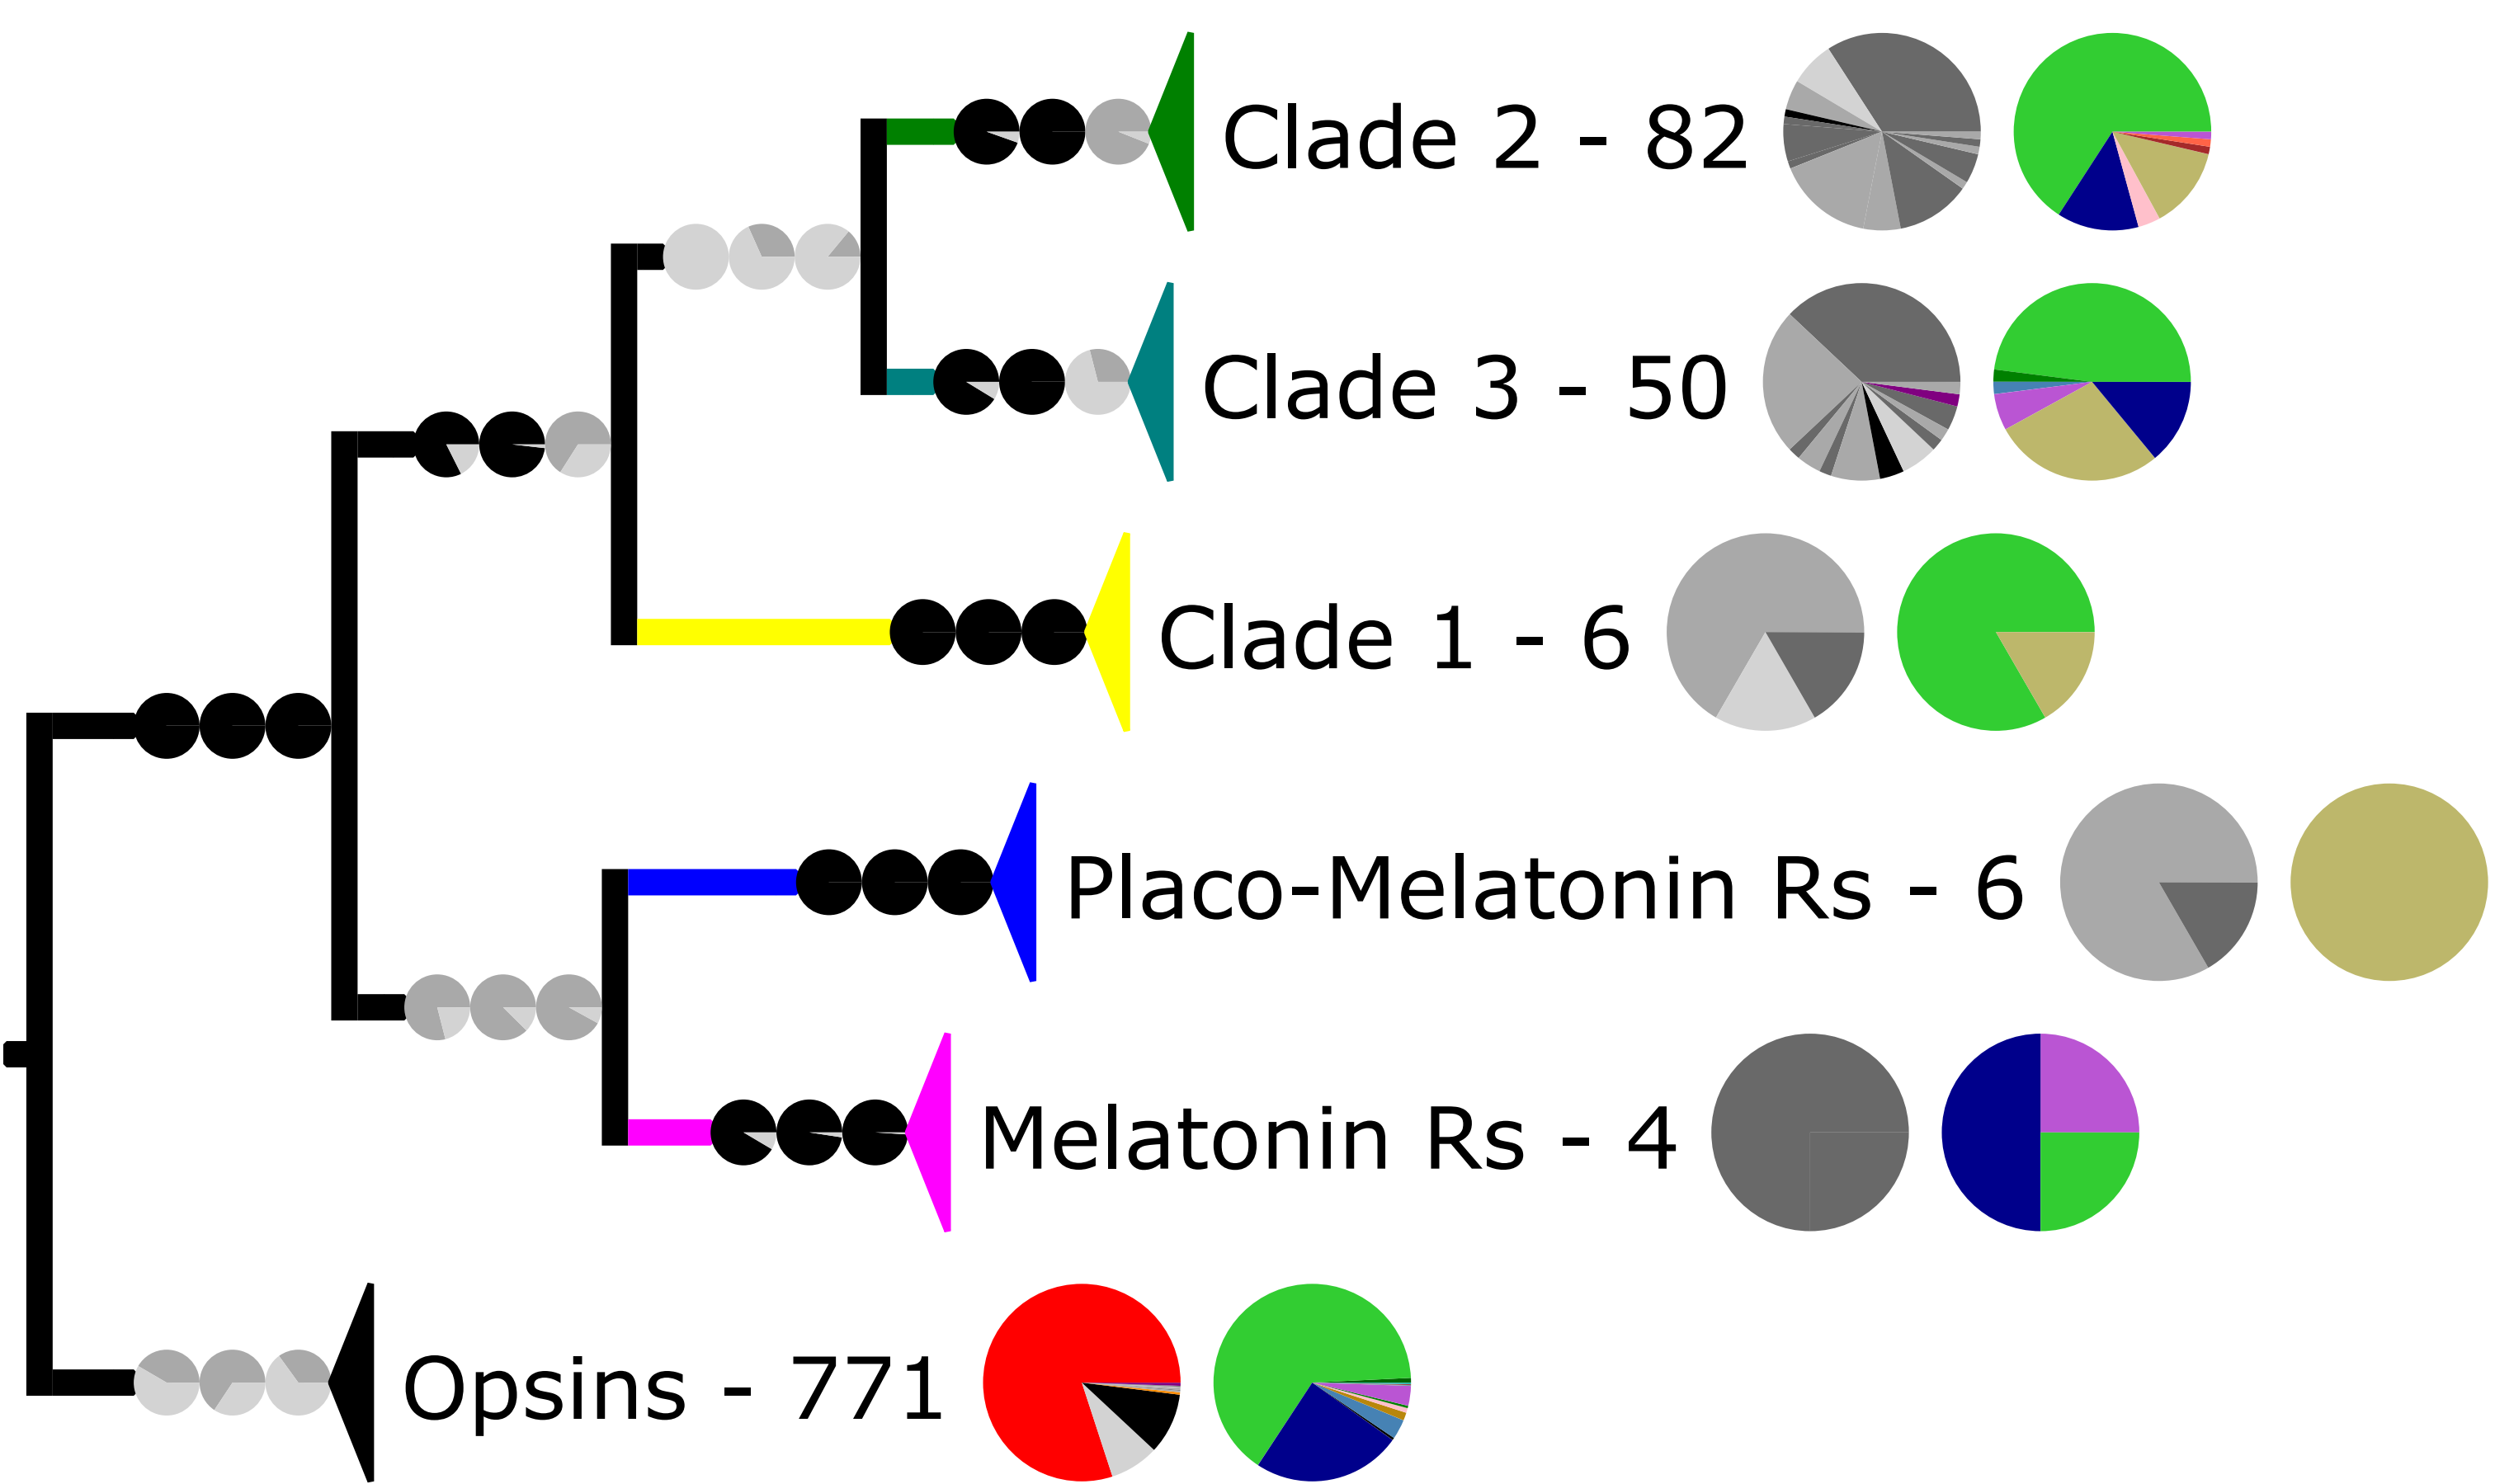 Clade 2 - 82
Clade 3 - 50
Clade 1 - 6
Placo-Melatonin Rs - 6
Melatonin Rs - 4
Opsins - 771